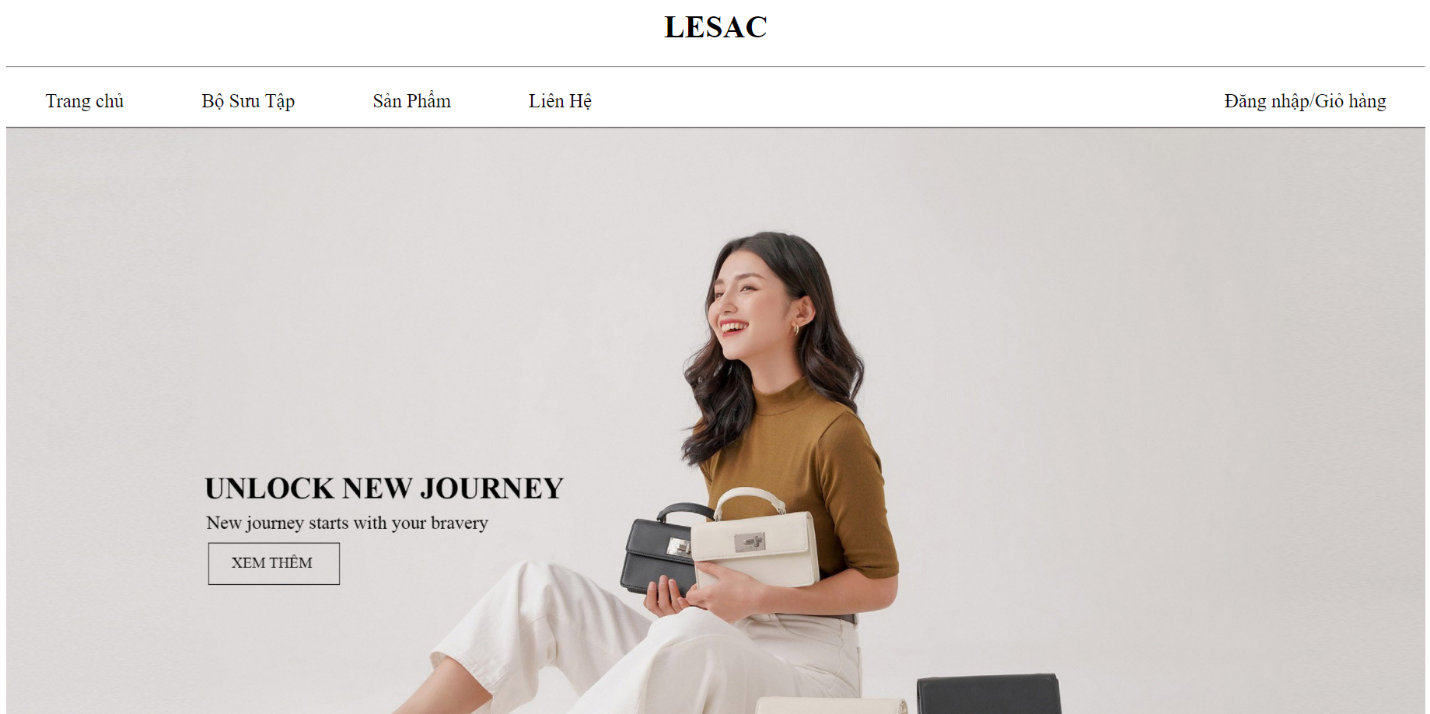 LESAC
Trang chủ Bộ Sưu Tập Sản Phẩm Liên Hệ Đăng nhập/Giỏ hàng
UNLOCK NEW JOURNEY
New journey starts with your bravery
XEM THÊM